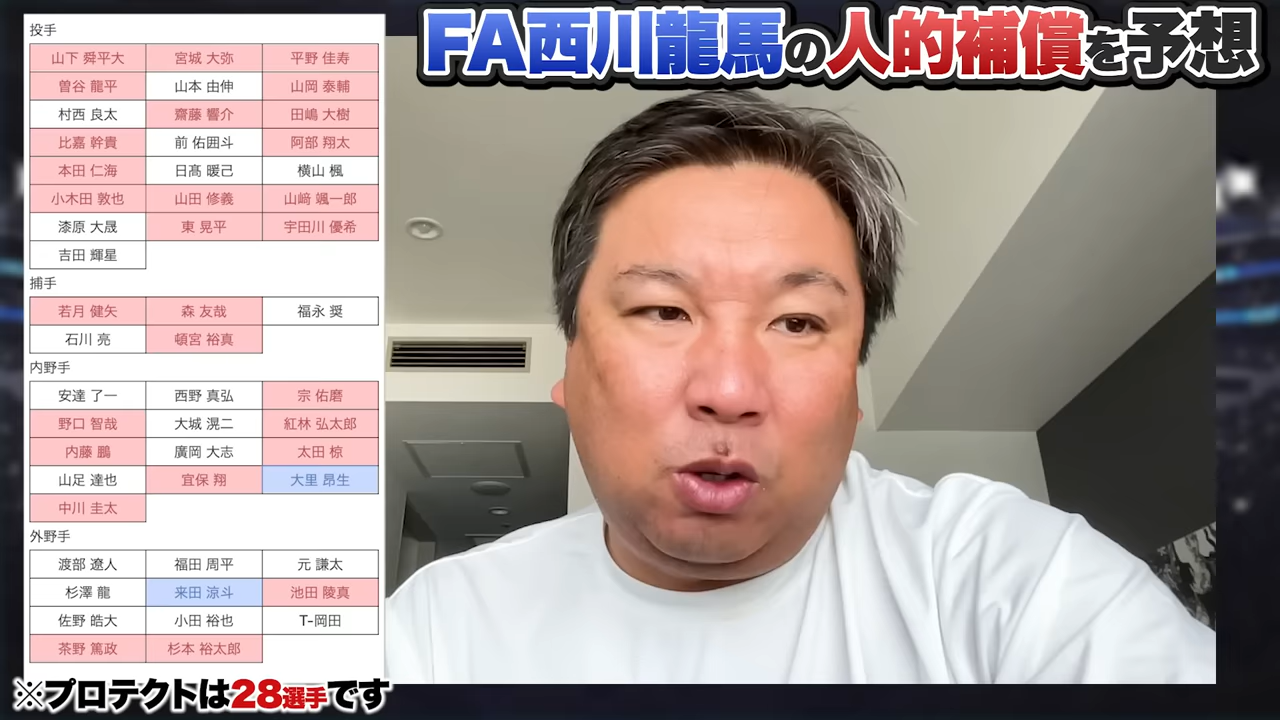 FA西川龍馬の人的補償を予想
投手
山下 舜平大 宮城 大弥 平野 佳寿
曽谷 龍平 山本 由伸 山岡 泰輔
村西 良太 齋藤 響介 田嶋 大樹
比嘉 幹貴 前 佑囲斗 阿部 翔太
本田 仁海 日髙 暖己 横山 楓
小木田 敦也 山田 修義 山﨑 颯一郎
漆原 大晟 東 晃平 宇田川 優希
吉田 輝星
捕手
若月 健矢 森 友哉 福永 奨
石川 亮 頓宮 裕真
内野手
安達 了一 西野 真弘 宗 佑磨
野口 智哉 大城 滉二 紅林 弘太郎
内藤 鵬 廣岡 大志 太田 椋
山足 達也 宜保 翔 大里 昂生
中川 圭太
外野手
渡部 遼人 福田 周平 元 謙太
杉澤 龍 来田 涼斗 池田 陵真
佐野 皓大 小田 裕也 T-岡田
茶野 篤政 杉本 裕太郎
※プロテクトは28選手です